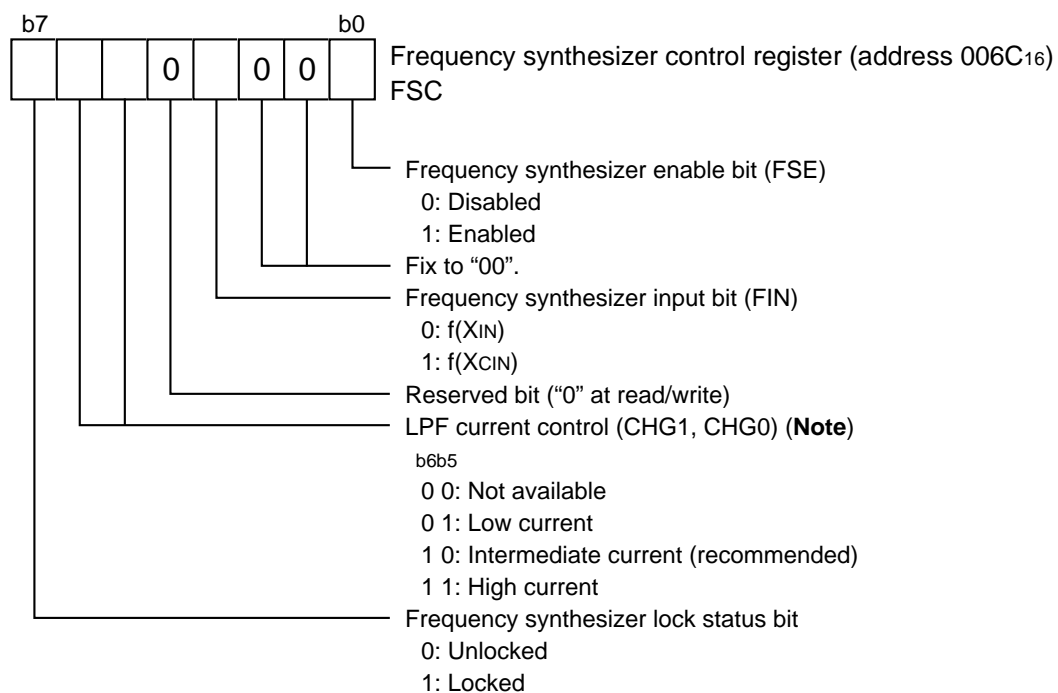 b7 b0
0 0 0
Frequency synthesizer control register (address 006C16)
FSC
Frequency synthesizer enable bit (FSE)
0: Disabled
1: Enabled
Fix to “00”.
Frequency synthesizer input bit (FIN)
0: f(XIN)
1: f(XCIN)
Reserved bit (“0” at read/write)
LPF current control (CHG1, CHG0) (Note)
b6b5
0 0: Not available
0 1: Low current
1 0: Intermediate current (recommended)
1 1: High current
Frequency synthesizer lock status bit
0: Unlocked
1: Locked